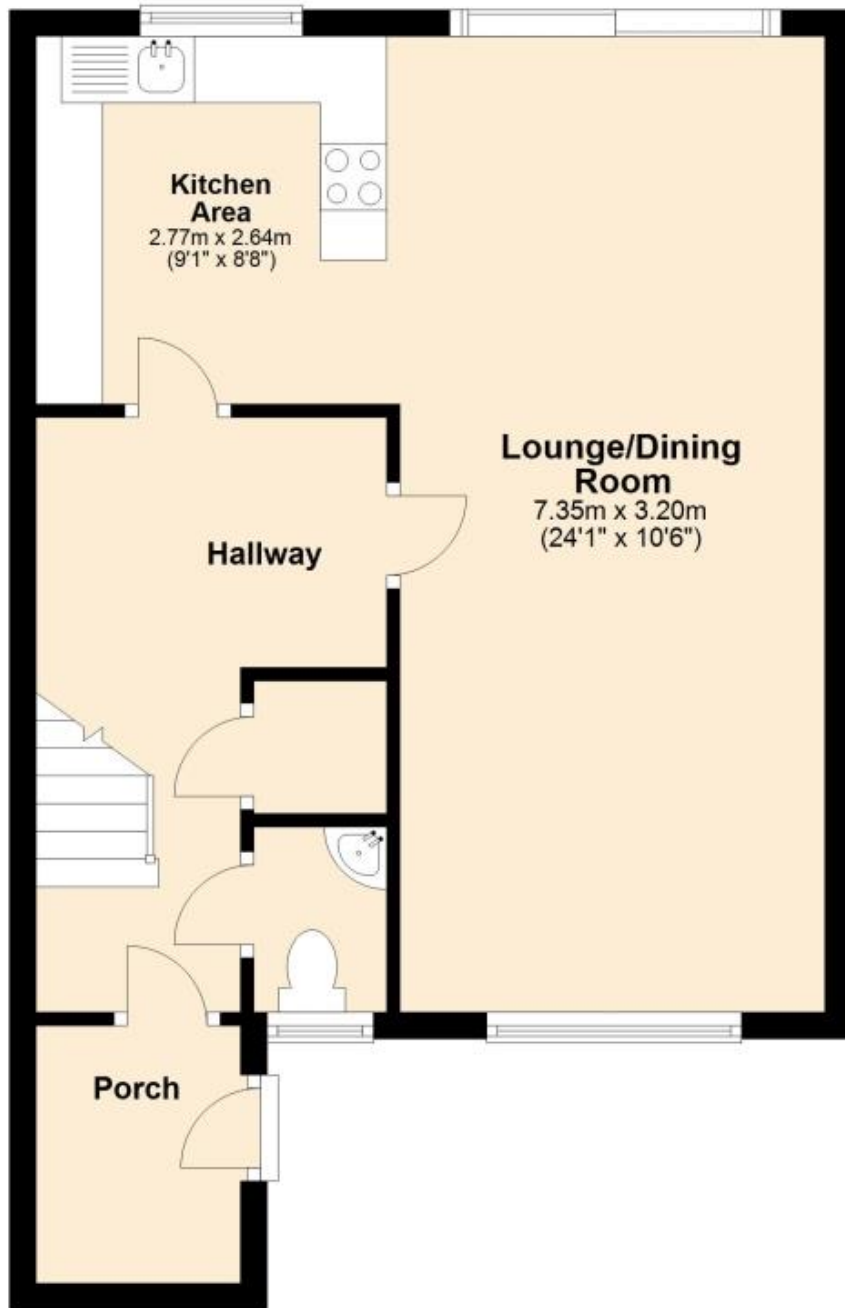 Kitchen
Area
2.77m x 2.64m
(9'1" x 8'8")
Lounge/Dining
Room
7.35m x 3.20m
(24'1" x 10'6")
Hallway
Porch